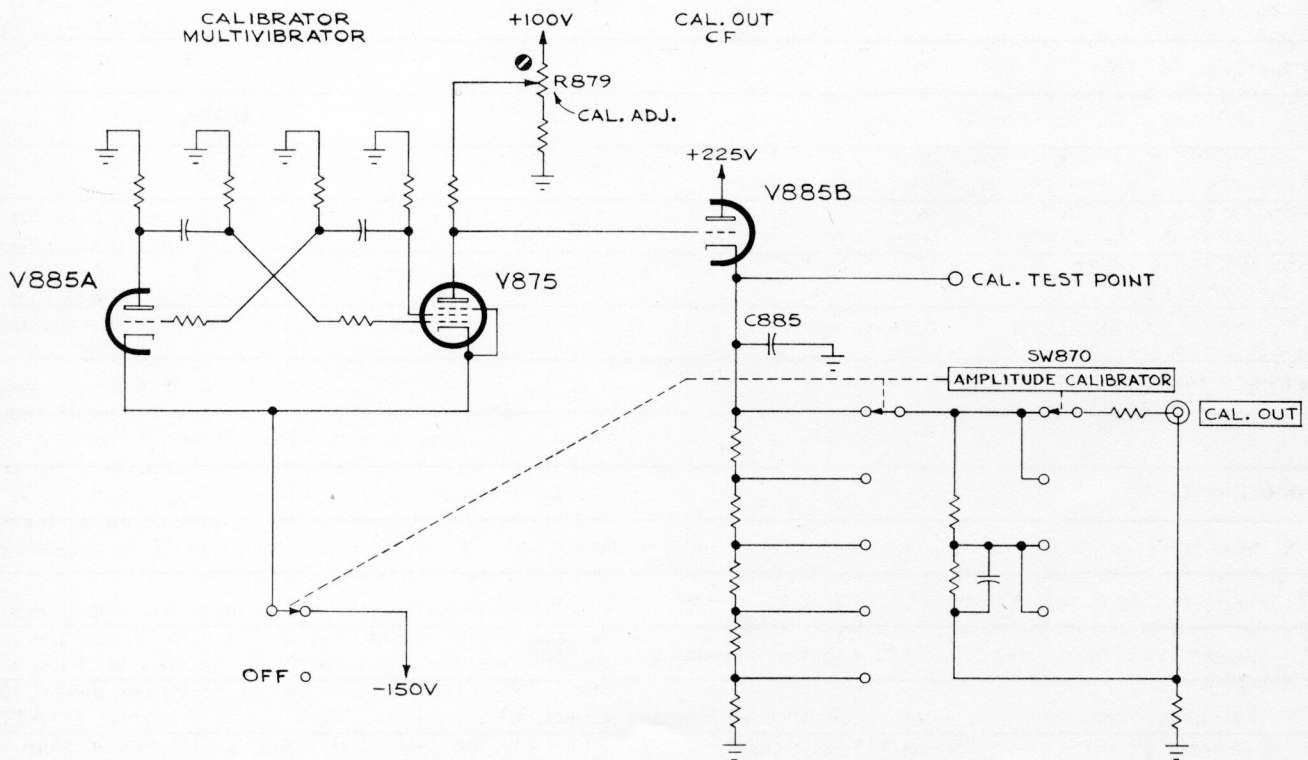 CALIBRATOR
MULTIVIBRATOR
+100V
CAL. OUT
CF
R879
CAL. ADJ.
+225V
V885B
V885A
V875
CAL. TEST POINT
C885
SW870
AMPLITUDE CALIBRATOR
CAL. OUT
OFF
-150V